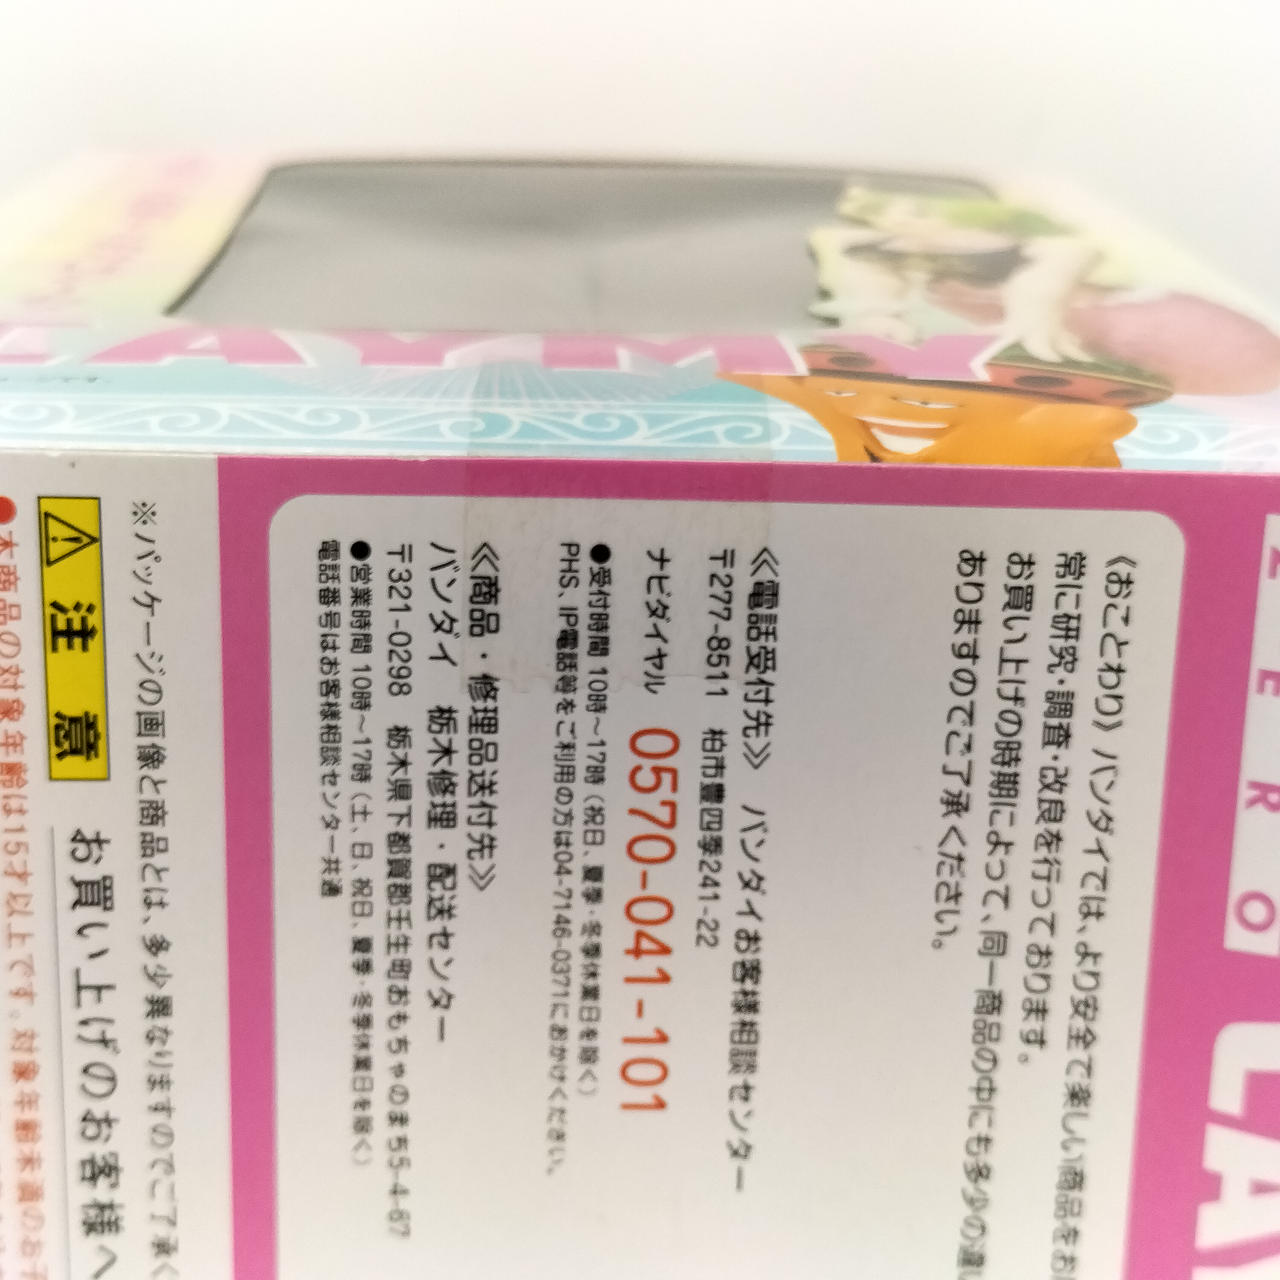 LAYMY
ZERO
LA
《おことわり》バンダイでは、より安全で楽しい商品をお
常に研究・調査・改良を行っております。
お買い上げの時期によって、同一商品の中にも多少の違い
ありますのでご了承ください。
≪電話受付先≫ バンダイお客様相談センター
〒277-8511 柏市豊四季241-22
ナビダイヤル 0570-041-101
●受付時間 10時～17時(祝日、夏季・冬季休業日を除く)
PHS、IP電話等をご利用の方は04-7146-0371におかけください。
≪商品・修理品送付先≫
バンダイ 栃木修理・配送センター
〒321-0298 栃木県下都賀郡壬生町おもちゃのまち5-4-67
●営業時間 10時～17時(土、日、祝日、夏季・冬季休業日を除く)
電話番号はお客様相談センター共通
※パッケージの画像と商品とは、多少異なりますのでご了承く
注意 お買い上げのお客様へ
●本商品の対象年齢は15才以上です。対象年齢未満のお子